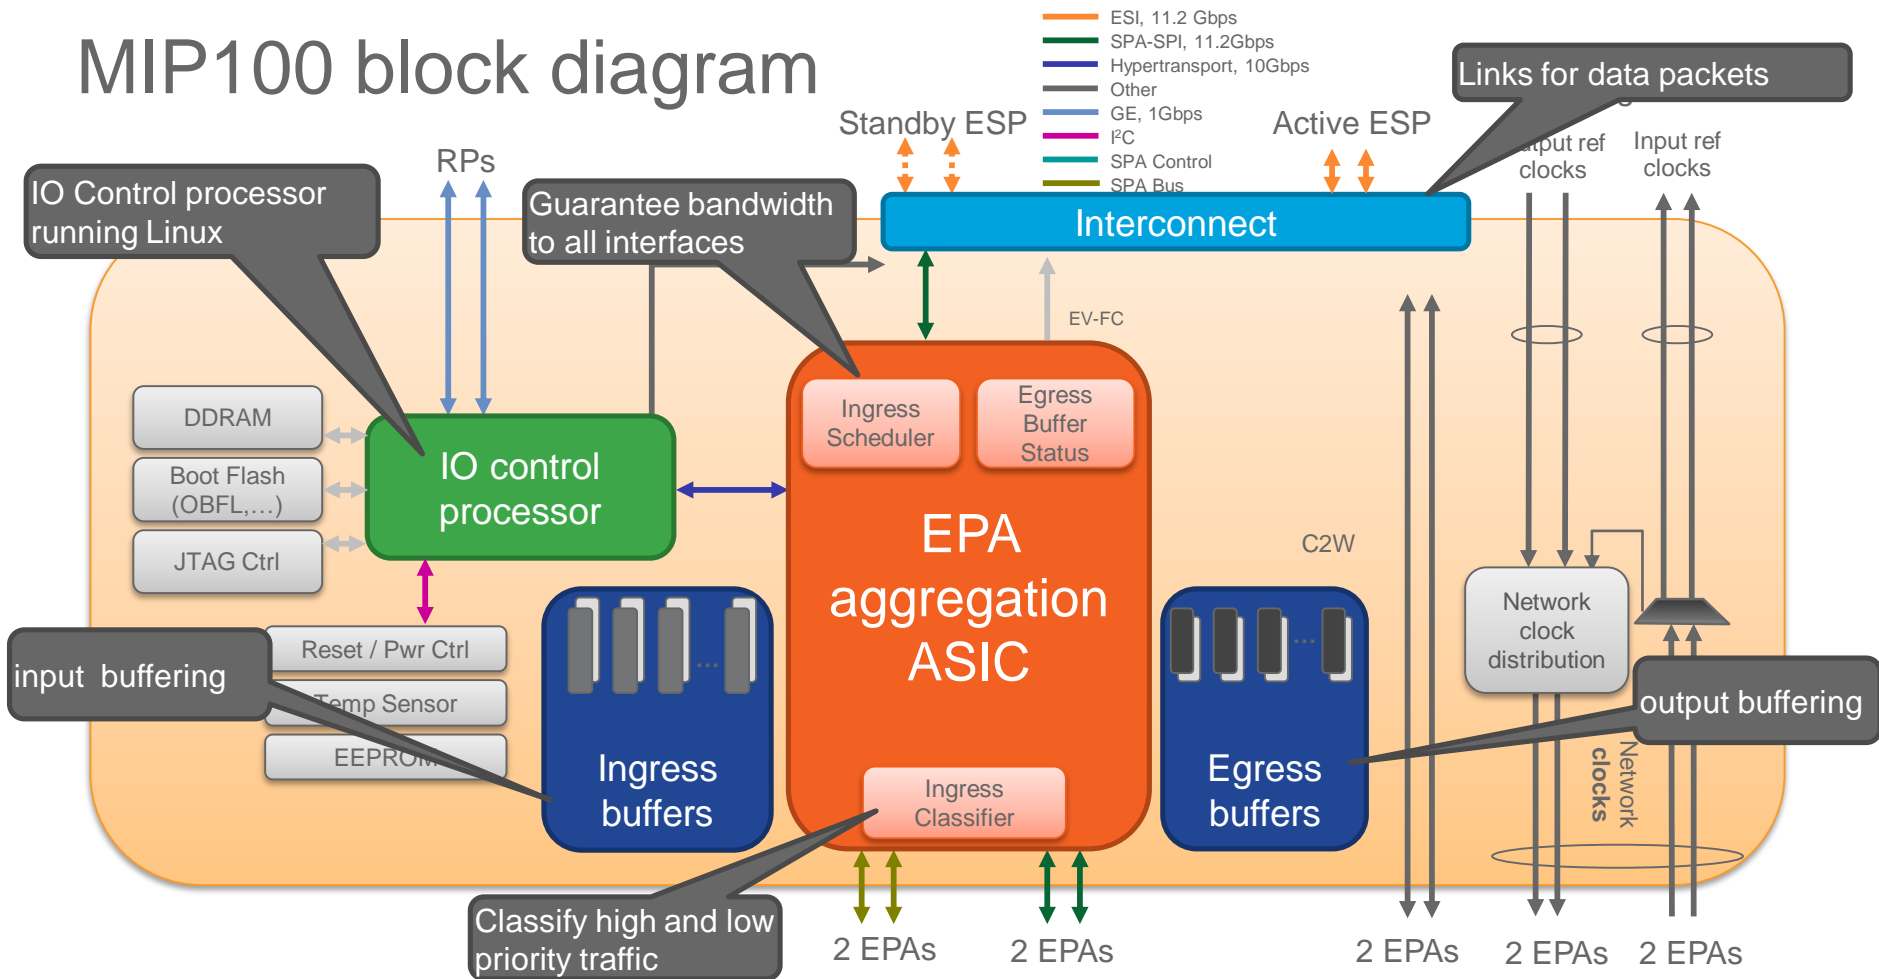 MIP100 block diagram
ESI, 11.2 Gbps
SPA-SPI, 11.2Gbps
Hypertransport, 10Gbps
Other
GE, 1Gbps
I²C
SPA Control
SPA Bus
Links for data packets
Standby ESP
Active ESP
RPs
Output ref
clocks
Input ref
clocks
IO Control processor
running Linux
Guarantee bandwidth
to all interfaces
Interconnect
EV-FC
DDRAM
Boot Flash
(OBFL,…)
JTAG Ctrl
IO control
processor
Ingress
Scheduler
Egress
Buffer
Status
EPA
aggregation
ASIC
C2W
Network
clock
distribution
Reset / Pwr Ctrl
Temp Sensor
EEPROM
input buffering
...
Ingress
buffers
Ingress
Classifier
...
Egress
buffers
output buffering
Network
clocks
Classify high and low
priority traffic
2 EPAs
2 EPAs
2 EPAs
2 EPAs
2 EPAs